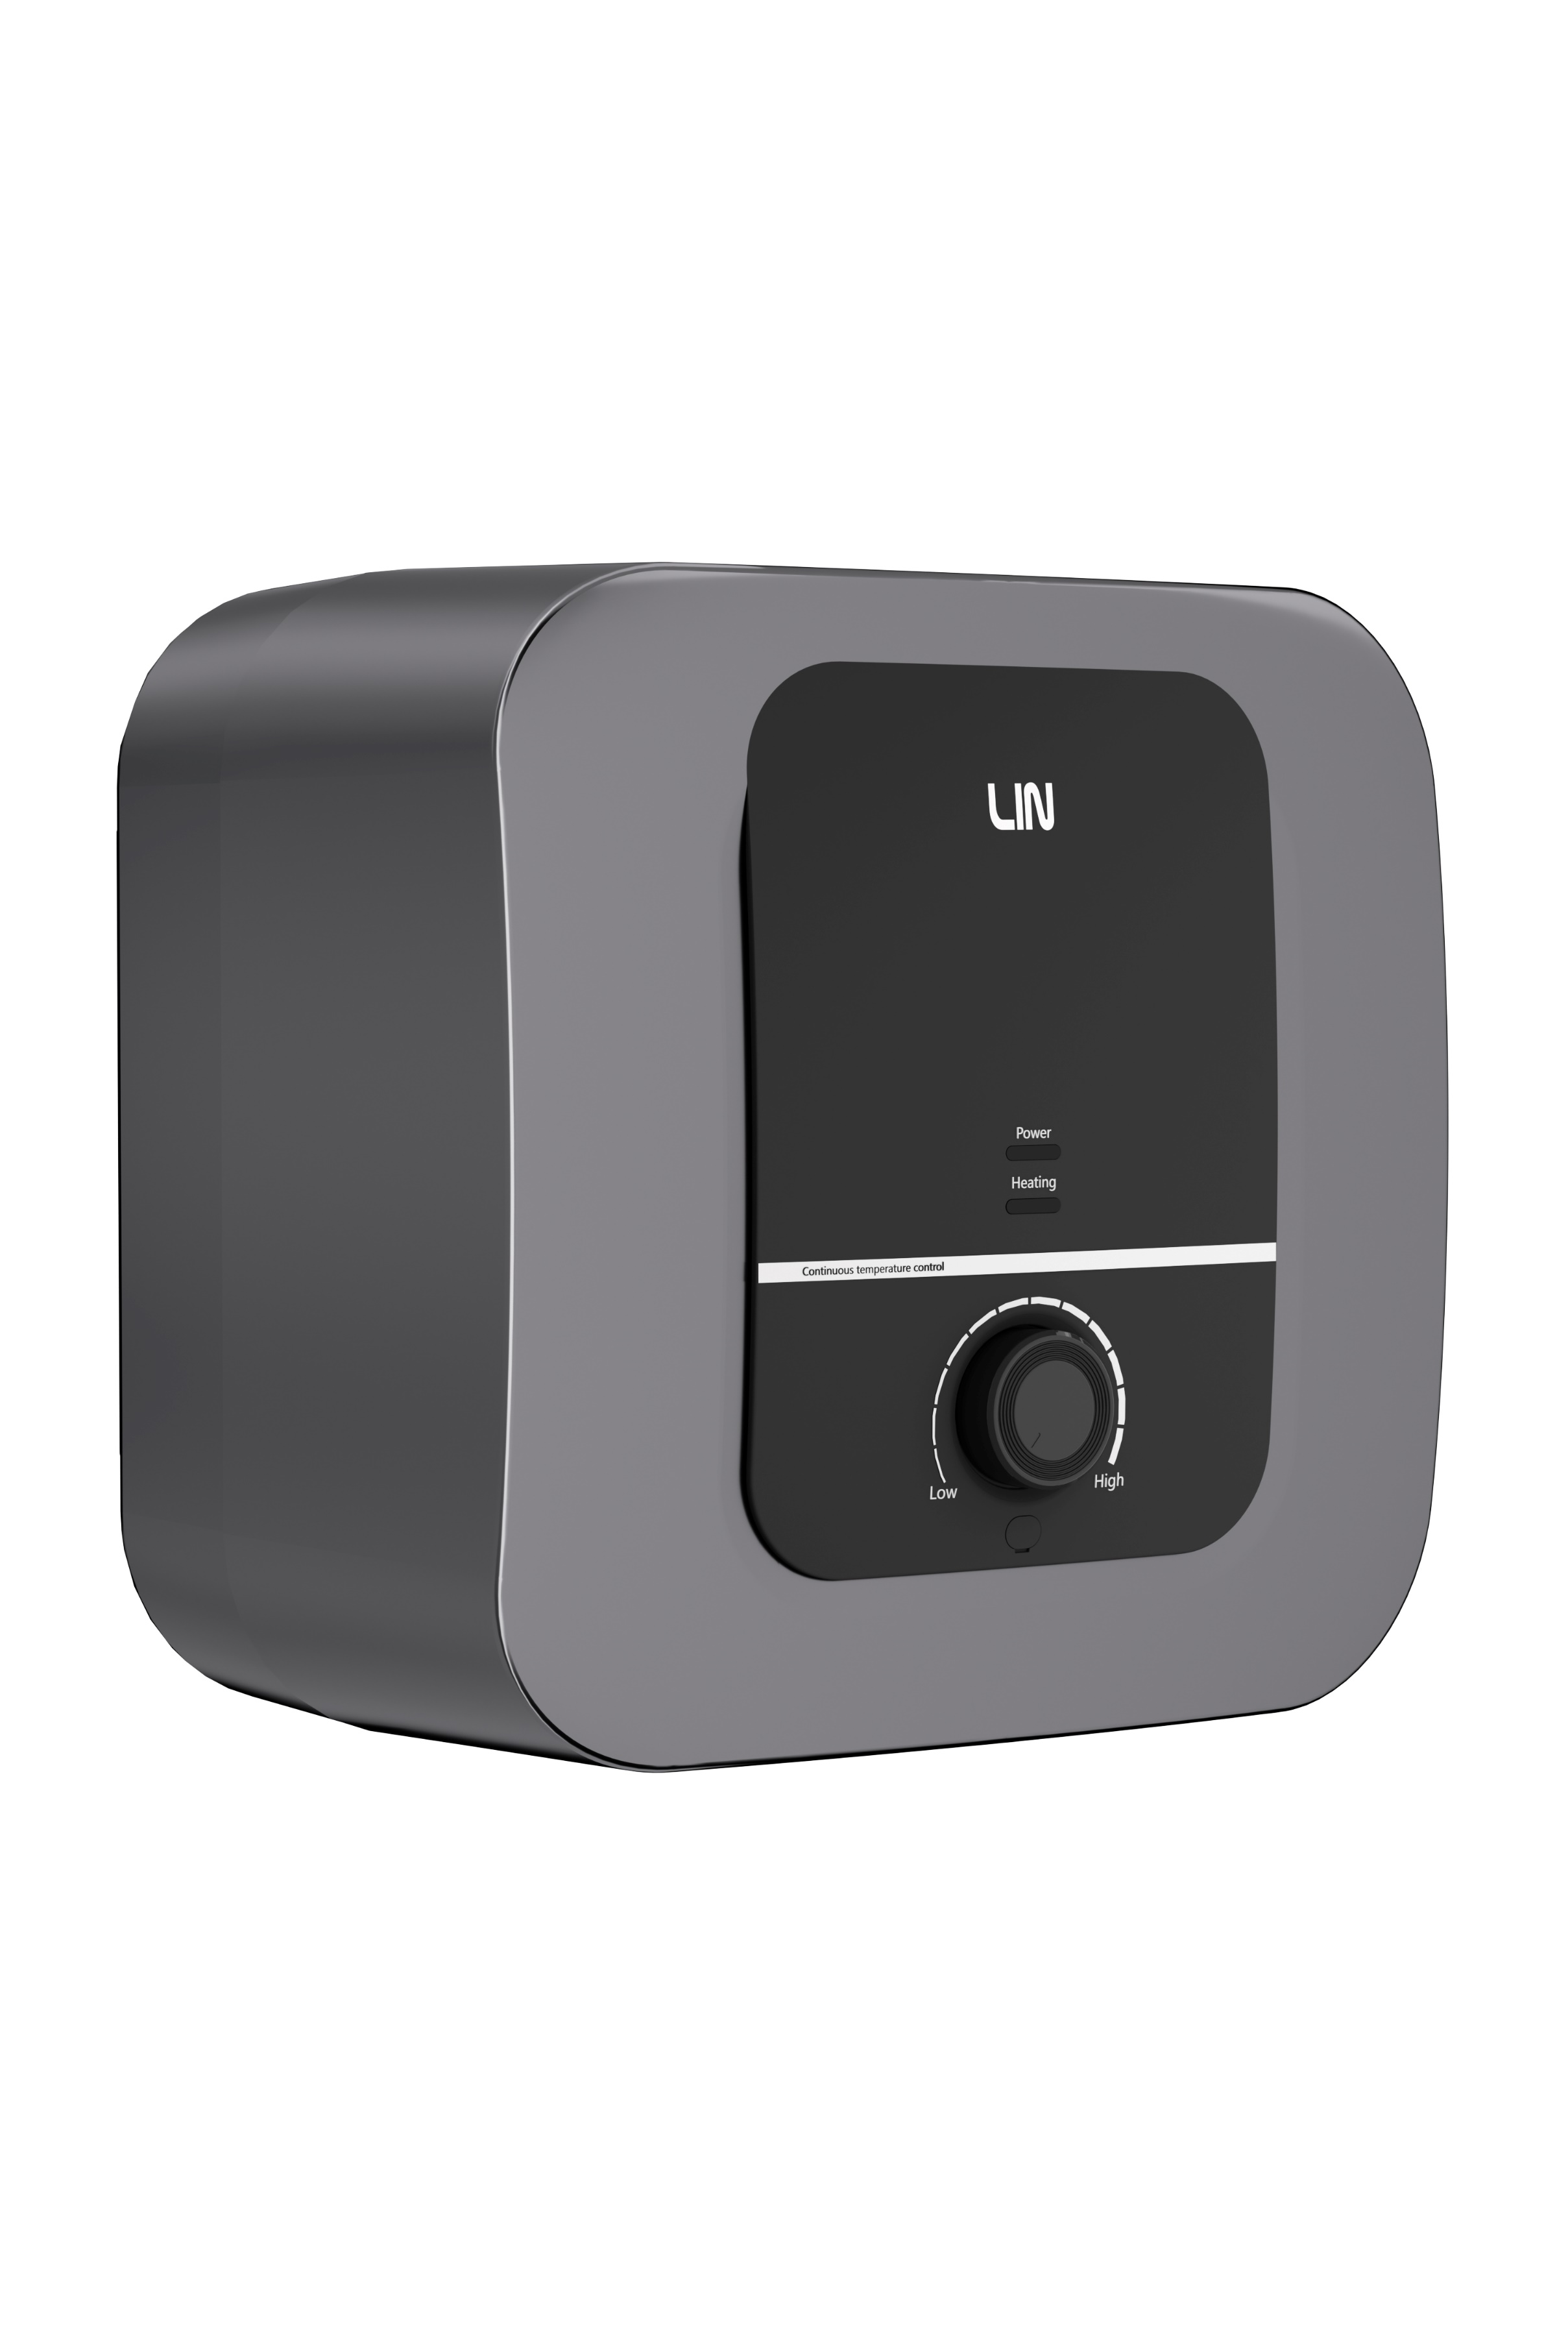 LIN
Power
Heating
Continuous temperature control
Low
High